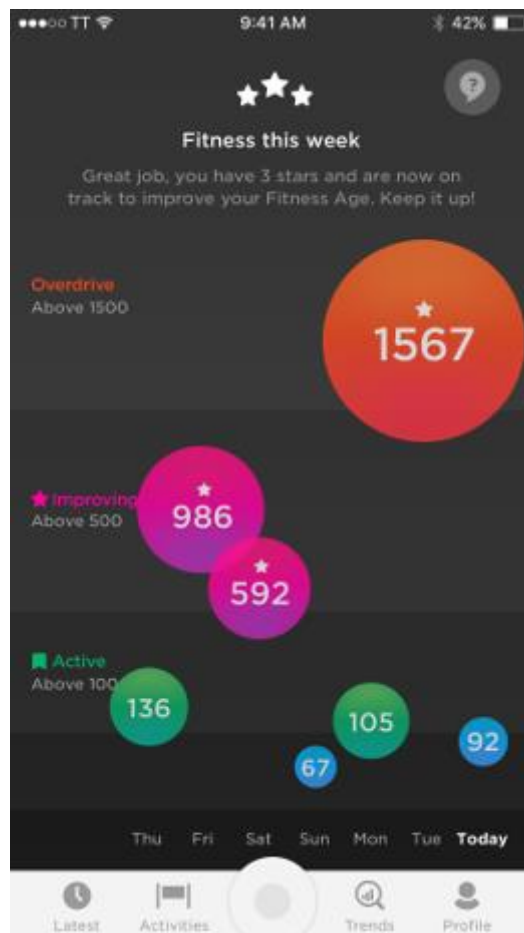 TT 9:41 AM 42%
?
Fitness this week
Great job, you have 3 stars and are now on
track to improve your Fitness Age. Keep it up!
Overdrive
Above 1500
1567
Improving
Above 500
986
592
Active
Above 100
136
105
92
67
Thu Fri Sat Sun Mon Tue Today
Latest Activities Trends Profile